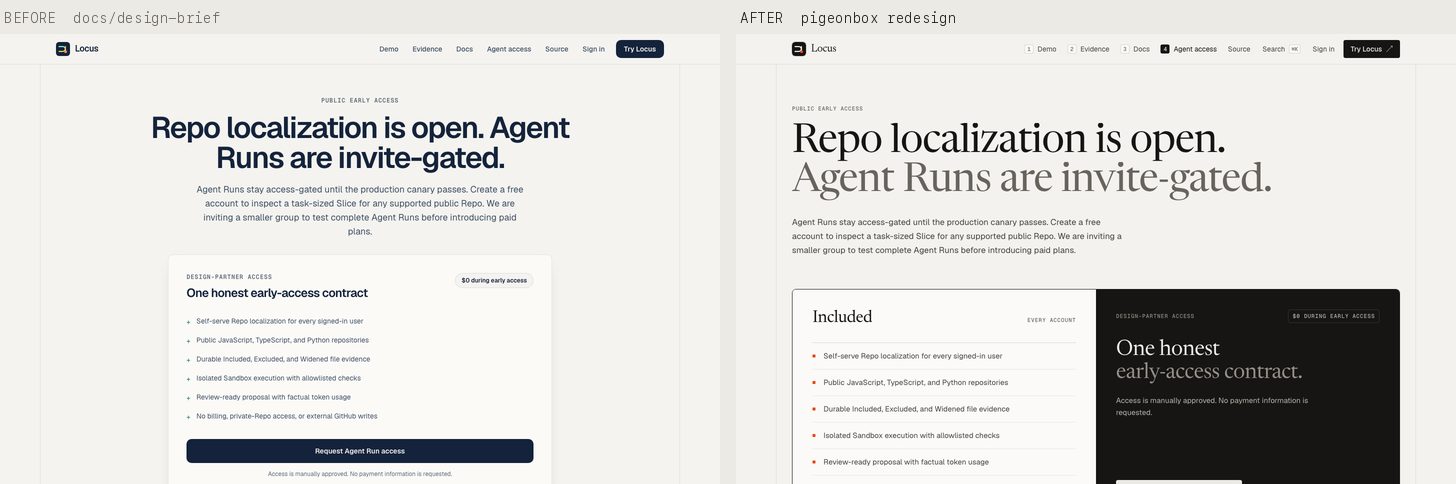 BEFORE docs/design-brief
Locus
Demo Evidence Docs Agent access Source Sign in Try Locus
PUBLIC EARLY ACCESS
Repo localization is open. Agent
Runs are invite-gated.
Agent Runs stay access-gated until the production canary passes. Create a free
account to inspect a task-sized Slice for any supported public Repo. We are
inviting a smaller group to test complete Agent Runs before introducing paid
plans.
DESIGN-PARTNER ACCESS
$0 during early access
One honest early-access contract
+ Self-serve Repo localization for every signed-in user
+ Public JavaScript, TypeScript, and Python repositories
+ Durable Included, Excluded, and Widened file evidence
+ Isolated Sandbox execution with allowlisted checks
+ Review-ready proposal with factual token usage
+ No billing, private-Repo access, or external GitHub writes
Request Agent Run access
Access is manually approved. No payment information is requested.
AFTER pigeonbox redesign
Locus
1 Demo 2 Evidence 3 Docs 4 Agent access Source Search ⌘K Sign in Try Locus ↗
PUBLIC EARLY ACCESS
Repo localization is open.
Agent Runs are invite-gated.
Agent Runs stay access-gated until the production canary passes. Create a free
account to inspect a task-sized Slice for any supported public Repo. We are inviting a
smaller group to test complete Agent Runs before introducing paid
plans.
Included
EVERY ACCOUNT
Self-serve Repo localization for every signed-in user
Public JavaScript, TypeScript, and Python repositories
Durable Included, Excluded, and Widened file evidence
Isolated Sandbox execution with allowlisted checks
Review-ready proposal with factual token usage
DESIGN-PARTNER ACCESS
$0 DURING EARLY ACCESS
One honest
early-access contract.
Access is manually approved. No payment information is
requested.